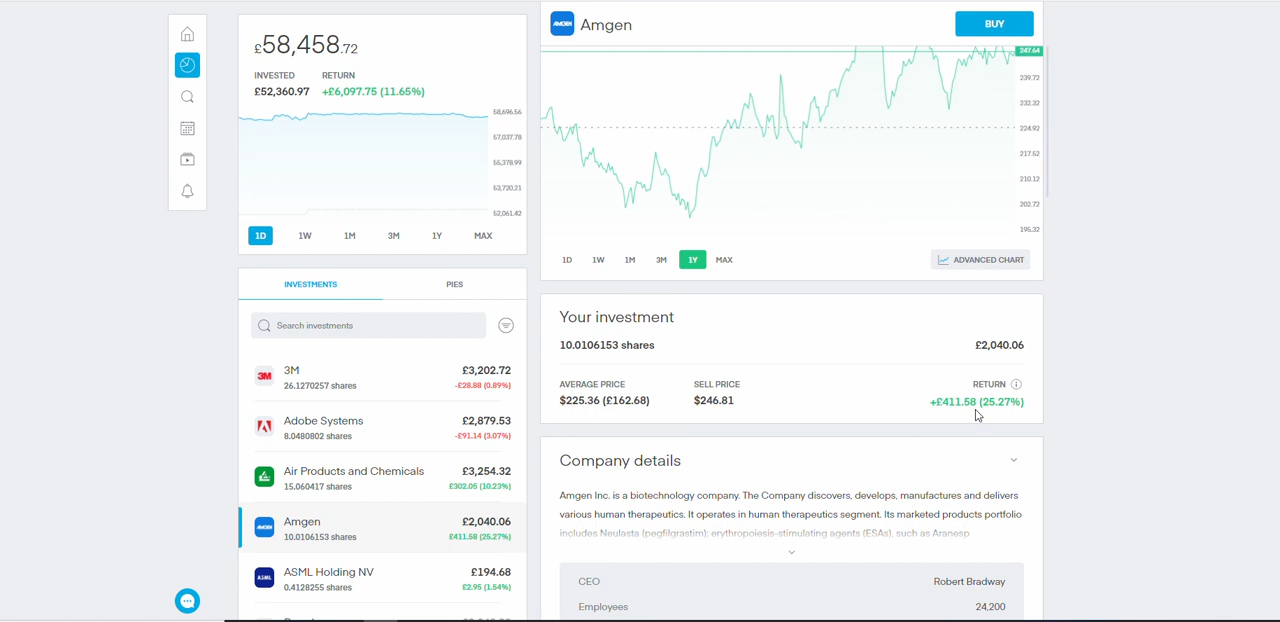 £58,458.72
INVESTED
RETURN
£52,360.97
+£6,097.75 (11.65%)
58,696.56
67,037.78
65,378.99
63,720.21
52,061.42
1D
1W
1M
3M
1Y
MAX
INVESTMENTS
PIES
Search investments
3M
3M
£3,202.72
26.1270257 shares
-£28.88 (0.89%)
Adobe Systems
£2,879.53
8.0480802 shares
-£91.14 (3.07%)
Air Products and Chemicals
£3,254.32
15.060417 shares
£302.05 (10.23%)
AMGEN
Amgen
£2,040.06
10.0106153 shares
£411.58 (25.27%)
ASML
ASML Holding NV
£194.68
0.4128255 shares
£2.95 (1.54%)
AMGEN
Amgen
BUY
247.64
239.72
232.32
224.92
217.52
210.12
202.72
195.32
1D
1W
1M
3M
1Y
MAX
ADVANCED CHART
Your investment
10.0106153 shares
£2,040.06
AVERAGE PRICE
SELL PRICE
RETURN
$225.36 (£162.68)
$246.81
+£411.58 (25.27%)
Company details
Amgen Inc. is a biotechnology company. The Company discovers, develops, manufactures and delivers
various human therapeutics. It operates in human therapeutics segment. Its marketed products portfolio
includes Neulasta (pegfilgrastim); erythropoiesis-stimulating agents (ESAs), such as Aranesp
CEO
Robert Bradway
Employees
24,200